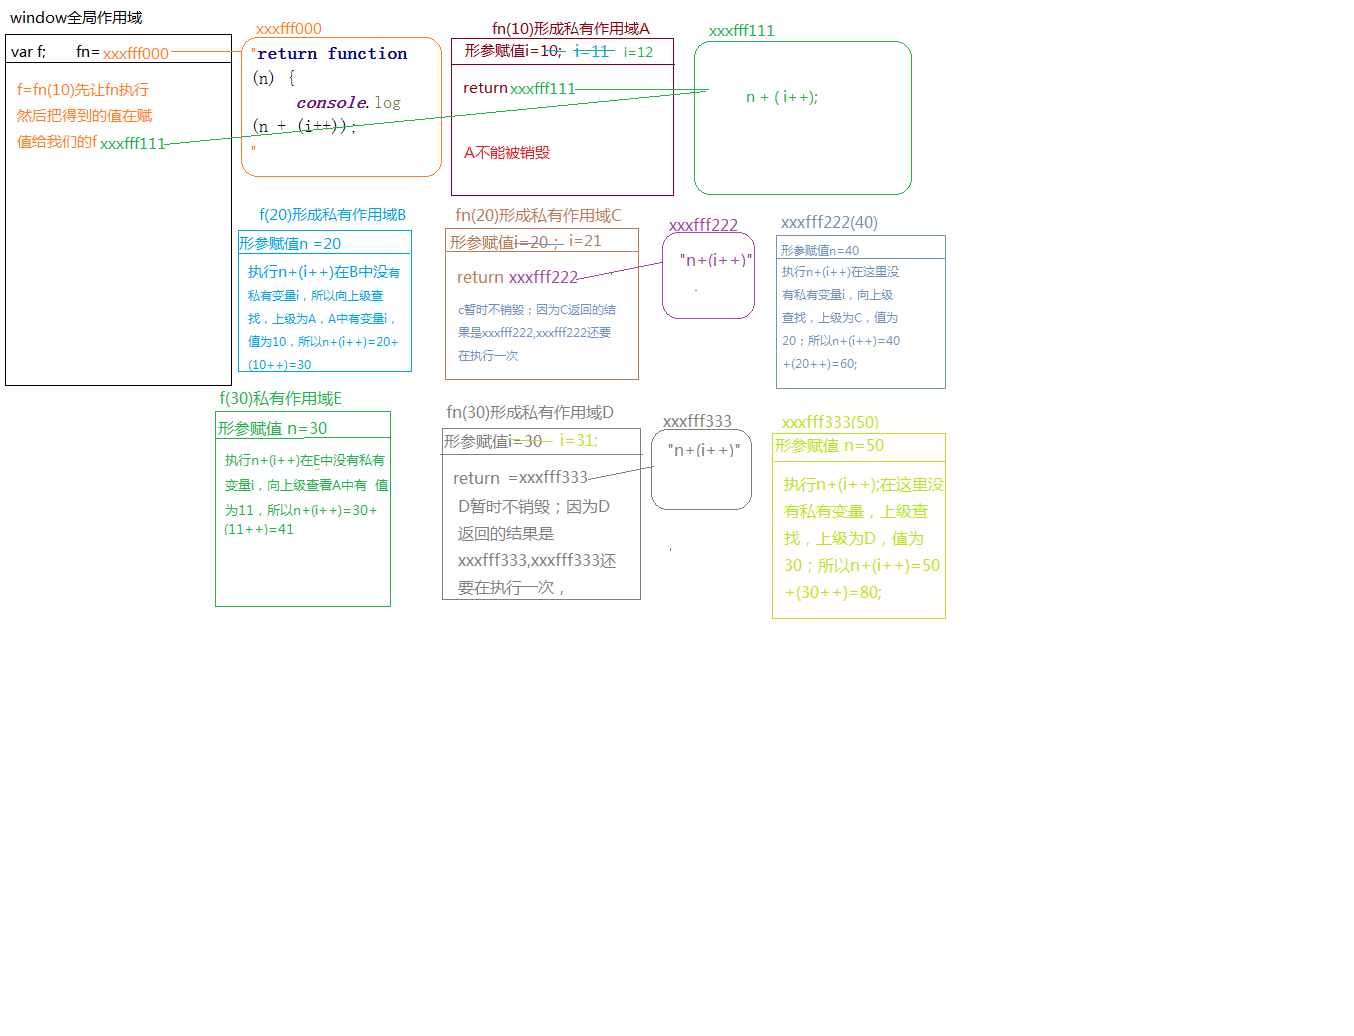 window全局作用域
var f; fn= xxxfff000
f=fn(10)先让fn执行
然后把得到的值在赋
值给我们的f xxxfff111
xxxfff000
"return function
(n) {
console.log
(n + (i++));
"
fn(10)形成私有作用域A
形参赋值i=10; i=11 i=12
return xxxfff111
A不能被销毁
xxxfff111
n + ( i++);
f(20)形成私有作用域B
形参赋值n =20
执行n+(i++)在B中没有
私有变量i，所以向上级查
找，上级为A，A中有变量i，
值为10，所以n+(i++)=20+
(10++)=30
fn(20)形成私有作用域C
形参赋值i=20； i=21
return xxxfff222
c暂时不销毁；因为C返回的结
果是xxxfff222,xxxfff222还要
在执行一次
xxxfff222
"n+(i++)"
xxxfff222(40)
形参赋值n=40
执行n+(i++)在这里没
有私有变量i，向上级
查找，上级为C，值为
20；所以n+(i++)=40
+(20++)=60;
f(30)私有作用域E
形参赋值 n=30
执行n+(i++)在E中没有私有
变量i，向上级查看A中有 值
为11，所以n+(i++)=30+
(11++)=41
fn(30)形成私有作用域D
形参赋值i=30 i=31;
return =xxxfff333
D暂时不销毁；因为D
返回的结果是
xxxfff333,xxxfff333还
要在执行一次，
xxxfff333
"n+(i++)"
xxxfff333(50)
形参赋值 n=50
执行n+(i++);在这里没
有私有变量，上级查
找，上级为D，值为
30；所以n+(i++)=50
+(30++)=80;